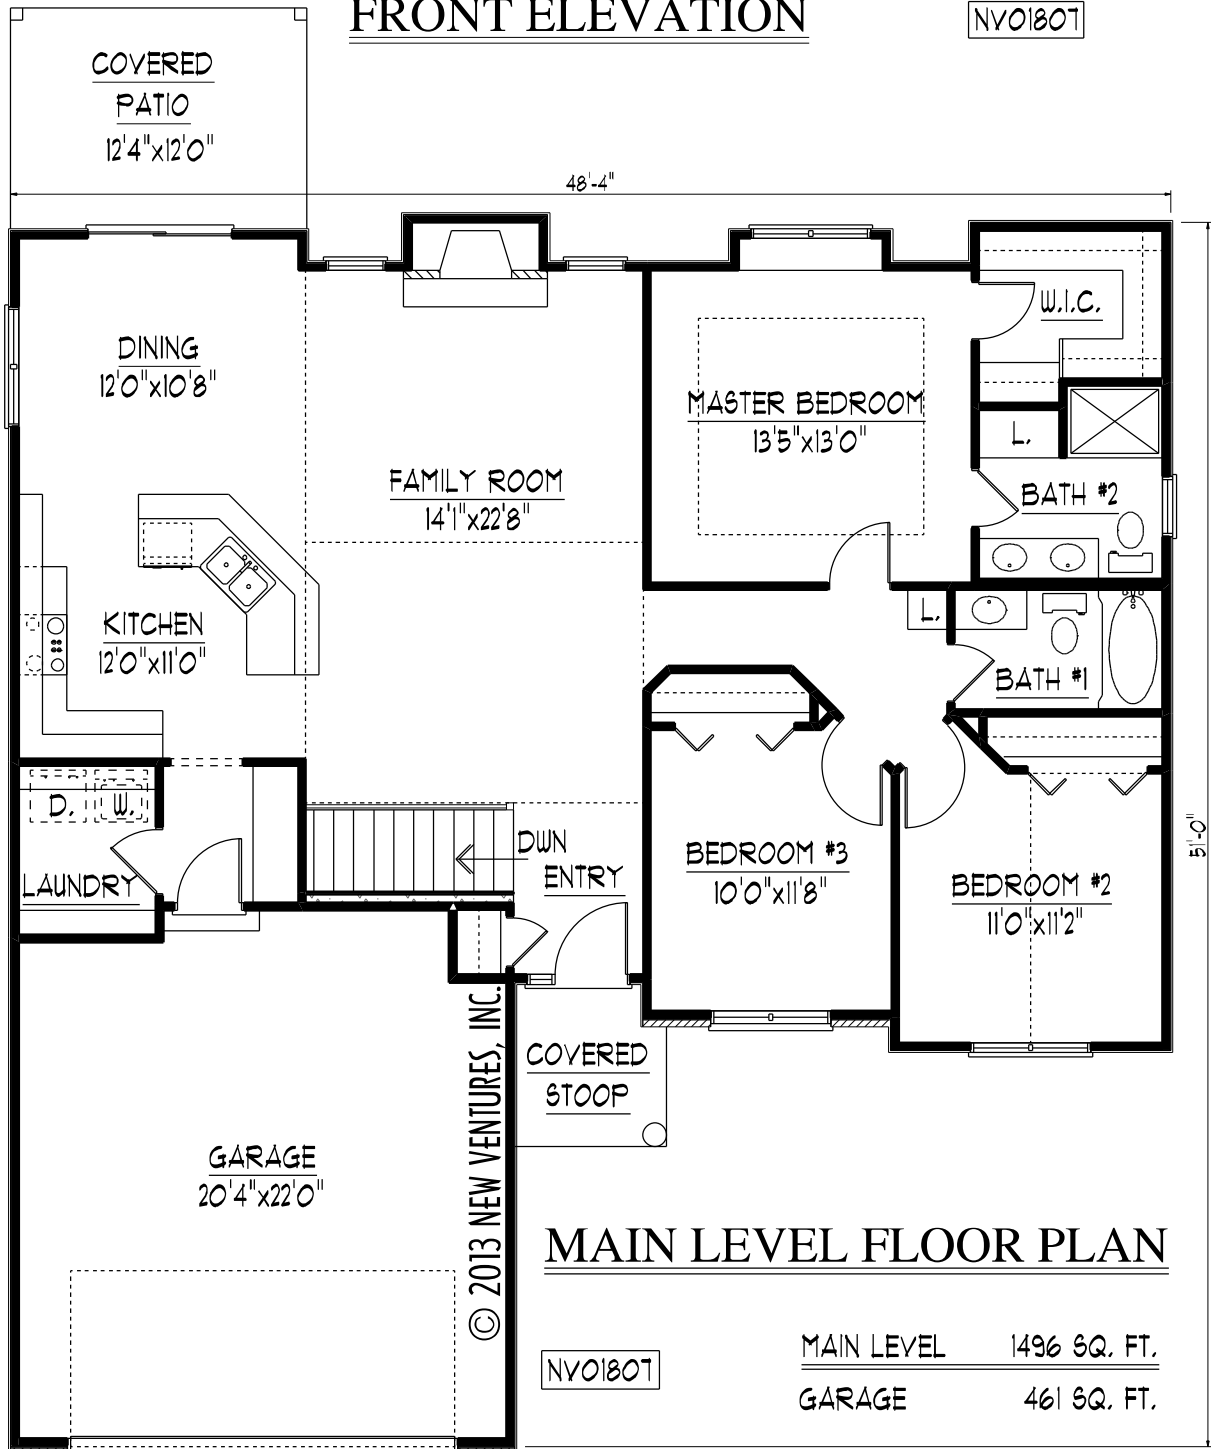 FRONT ELEVATION
NV01807
COVERED
PATIO
12'4"x12'0"
48'-4"
DINING
12'0"x10'8"
W.I.C.
MASTER BEDROOM
13'5"x13'0"
L.
FAMILY ROOM
14'1"x22'8"
BATH #2
KITCHEN
12'0"x11'0"
L.
BATH #1
D.
W.
LAUNDRY
DWN
ENTRY
BEDROOM #3
10'0"x11'8"
BEDROOM #2
11'0"x11'2"
51'-0"
COVERED
STOOP
GARAGE
20'4"x22'0"
© 2013 NEW VENTURES, INC.
MAIN LEVEL FLOOR PLAN
NV01807
MAIN LEVEL 1496 SQ. FT.
GARAGE 461 SQ. FT.